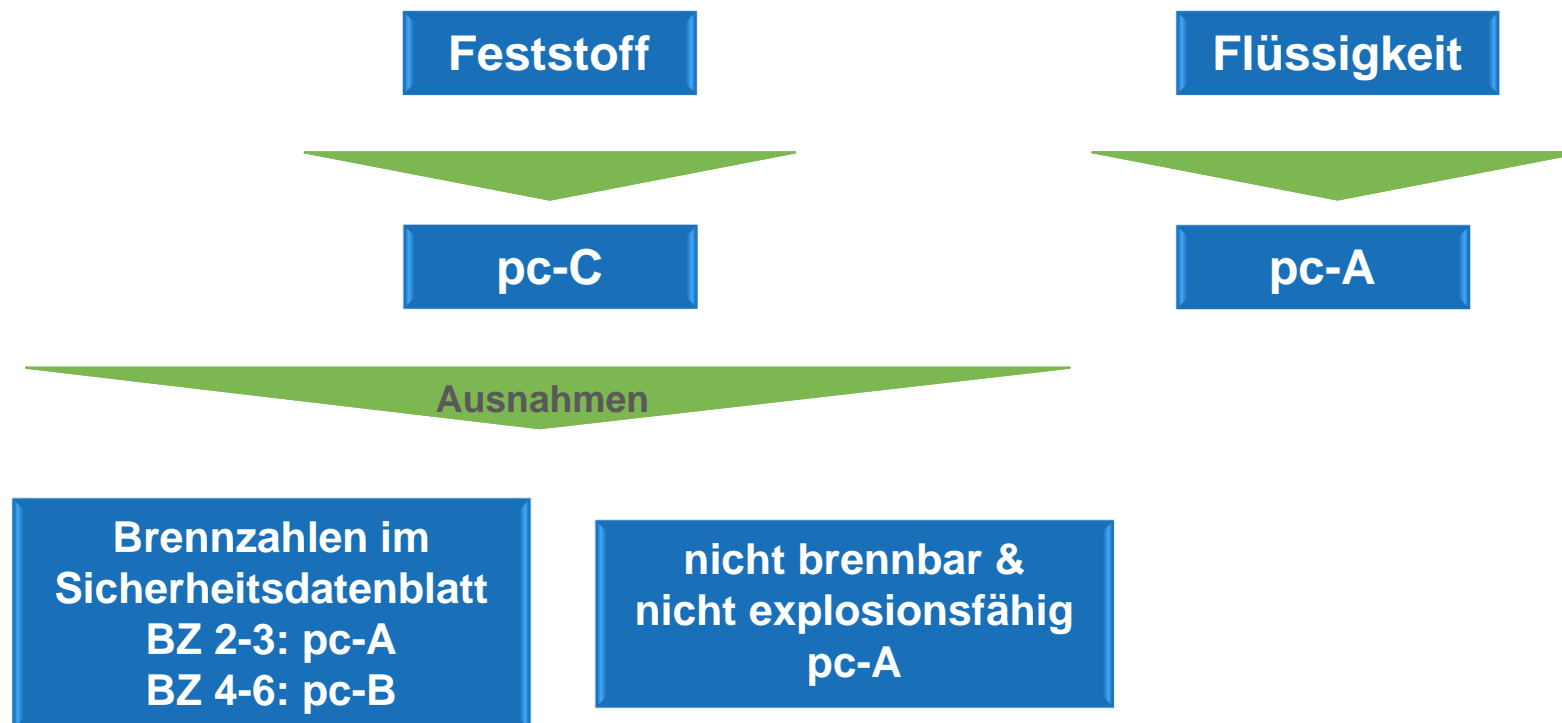 Feststoff
Flüssigkeit
pc-C
pc-A
Ausnahmen
Brennzahlen im
Sicherheitsdatenblatt
BZ 2-3: pc-A
BZ 4-6: pc-B
nicht brennbar &
nicht explosionsfähig
pc-A